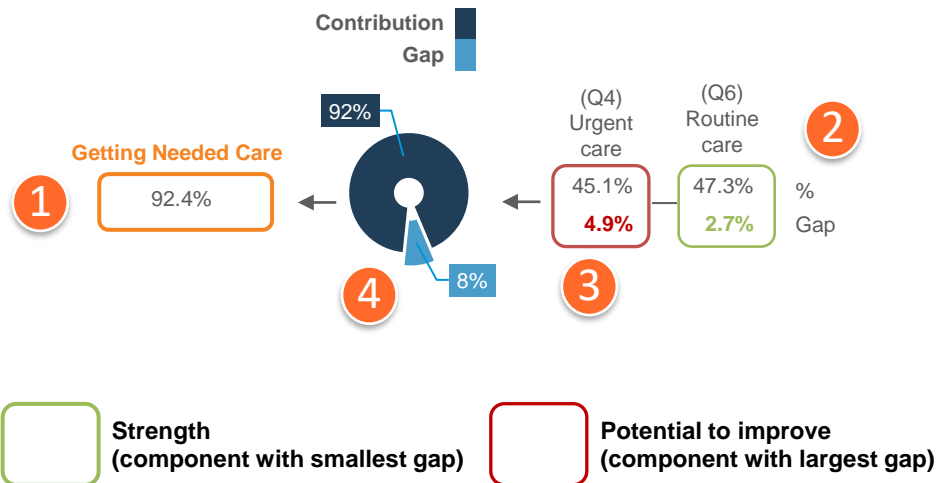 Contribution
Gap
92%
Getting Needed Care
92.4%
1
(Q4)
Urgent
care
(Q6)
Routine
care
2
45.1%
47.3%
%
4.9%
2.7%
Gap
4
8%
3
Strength
(component with smallest gap)
Potential to improve
(component with largest gap)